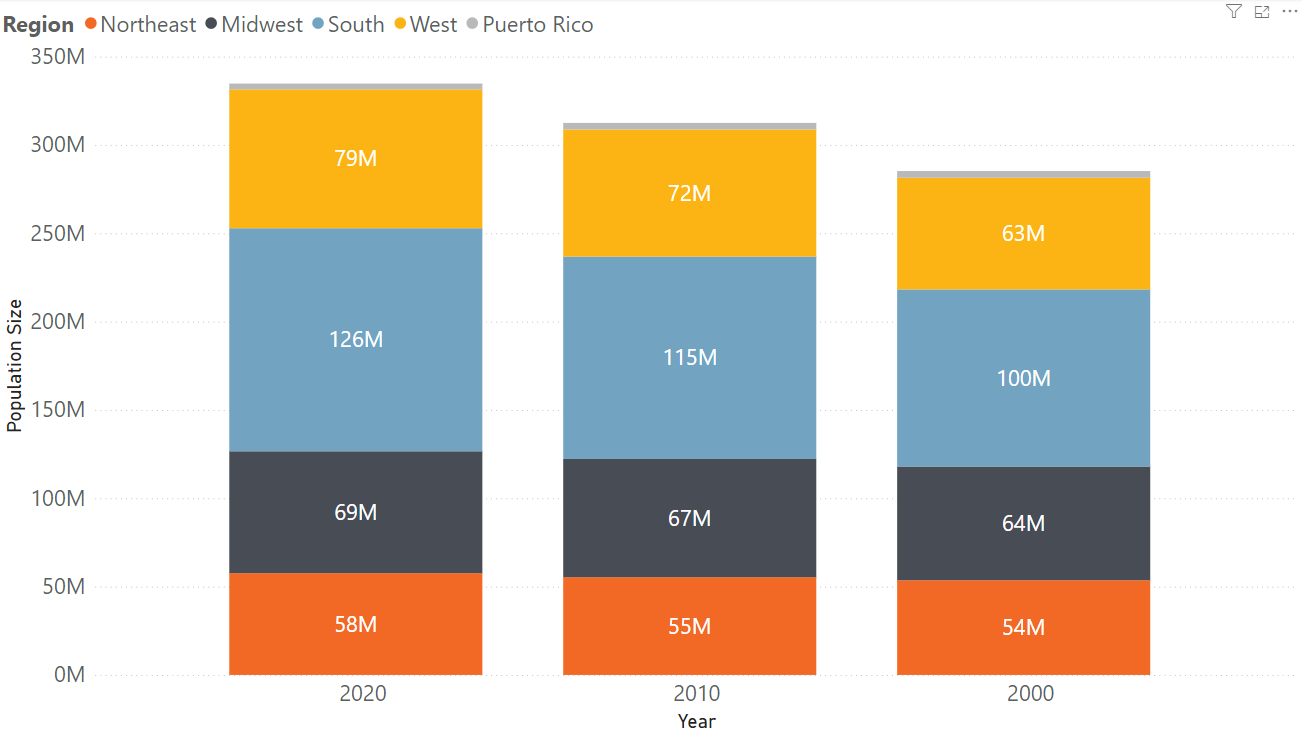 Region Northeast Midwest South West Puerto Rico
350M
300M
250M
200M
150M
100M
50M
0M
Population Size
79M
126M
69M
58M
72M
115M
67M
55M
63M
100M
64M
54M
2020 2010 2000
Year